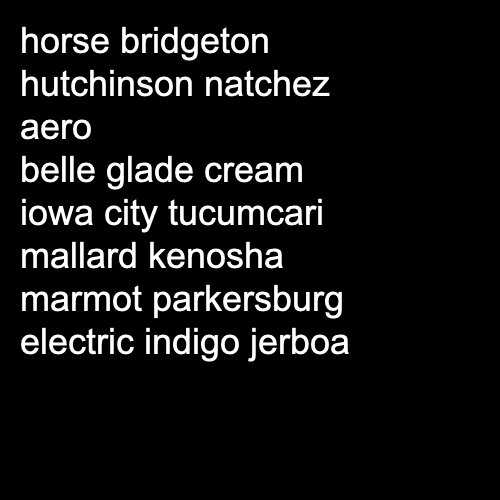 horse bridgeton
hutchinson natchez
aero
belle glade cream
iowa city tucumcari
mallard kenosha
marmot parkersburg
electric indigo jerboa